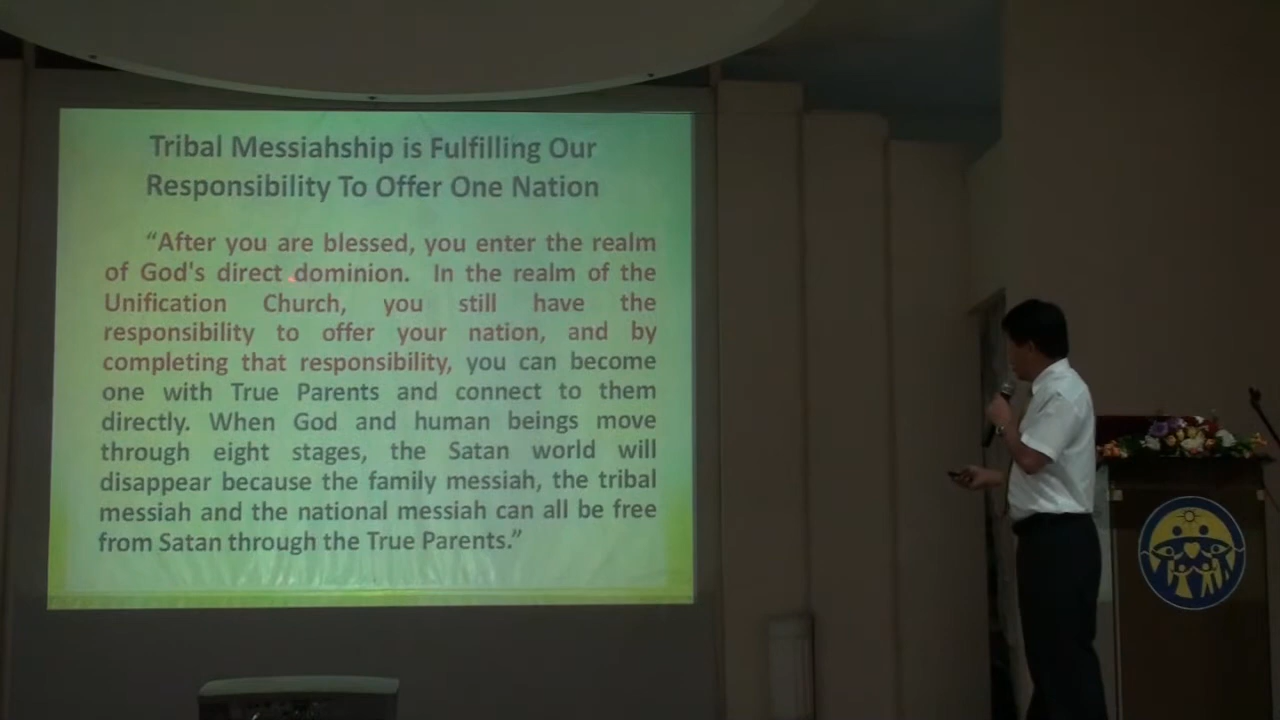 Tribal Messiahship is Fulfilling Our
Responsibility To Offer One Nation
“After you are blessed, you enter the realm
of God's direct dominion. In the realm of the
Unification Church, you still have the
responsibility to offer your nation, and by
completing that responsibility, you can become
one with True Parents and connect to them
directly. When God and human beings move
through eight stages, the Satan world will
disappear because the family messiah, the tribal
messiah and the national messiah can all be free
from Satan through the True Parents.”